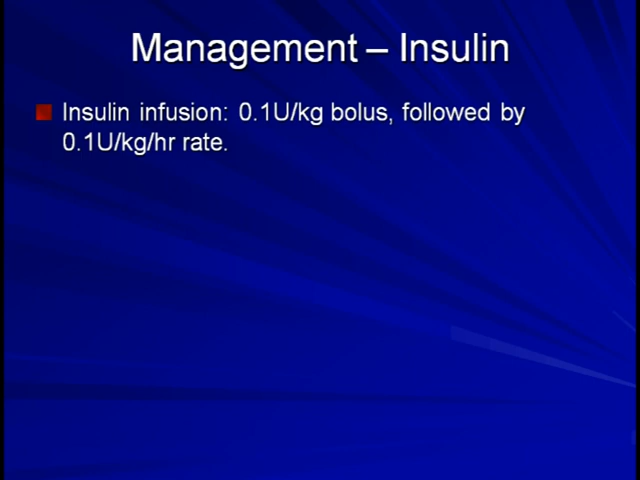 Management – Insulin
Insulin infusion: 0.1U/kg bolus, followed by
0.1U/kg/hr rate.